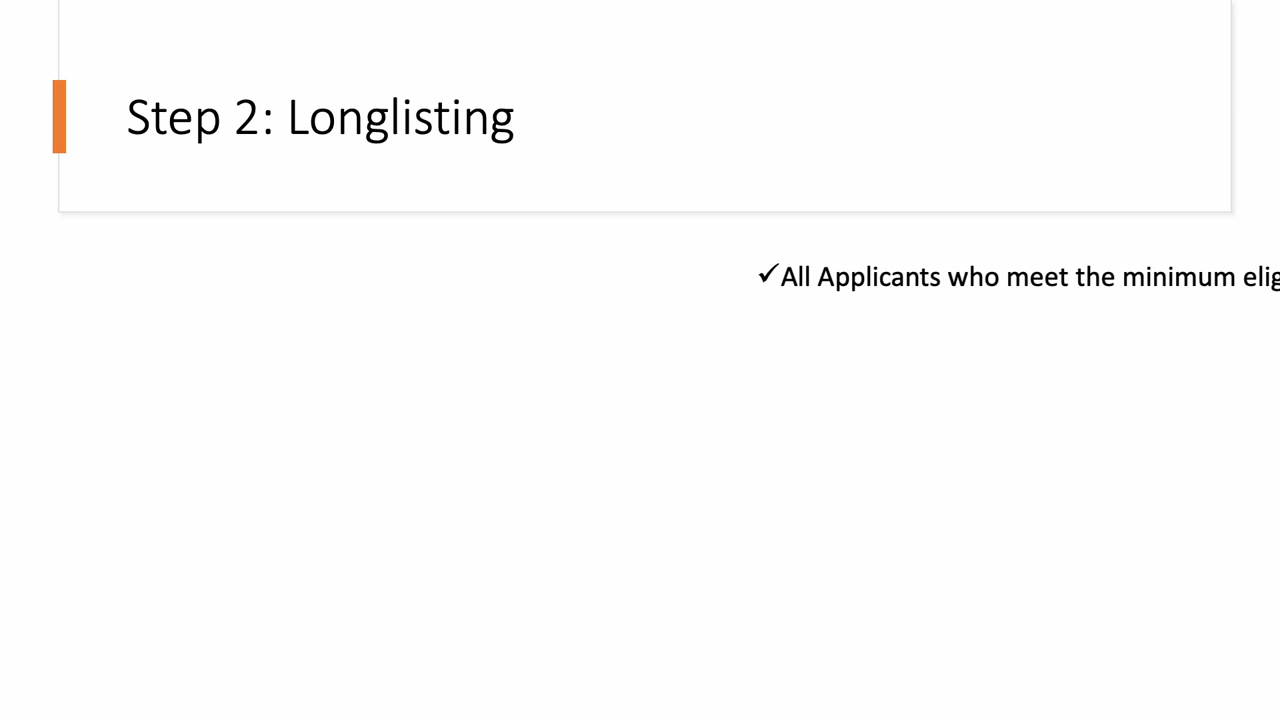 Step 2: Longlisting
✓All Applicants who meet the minimum